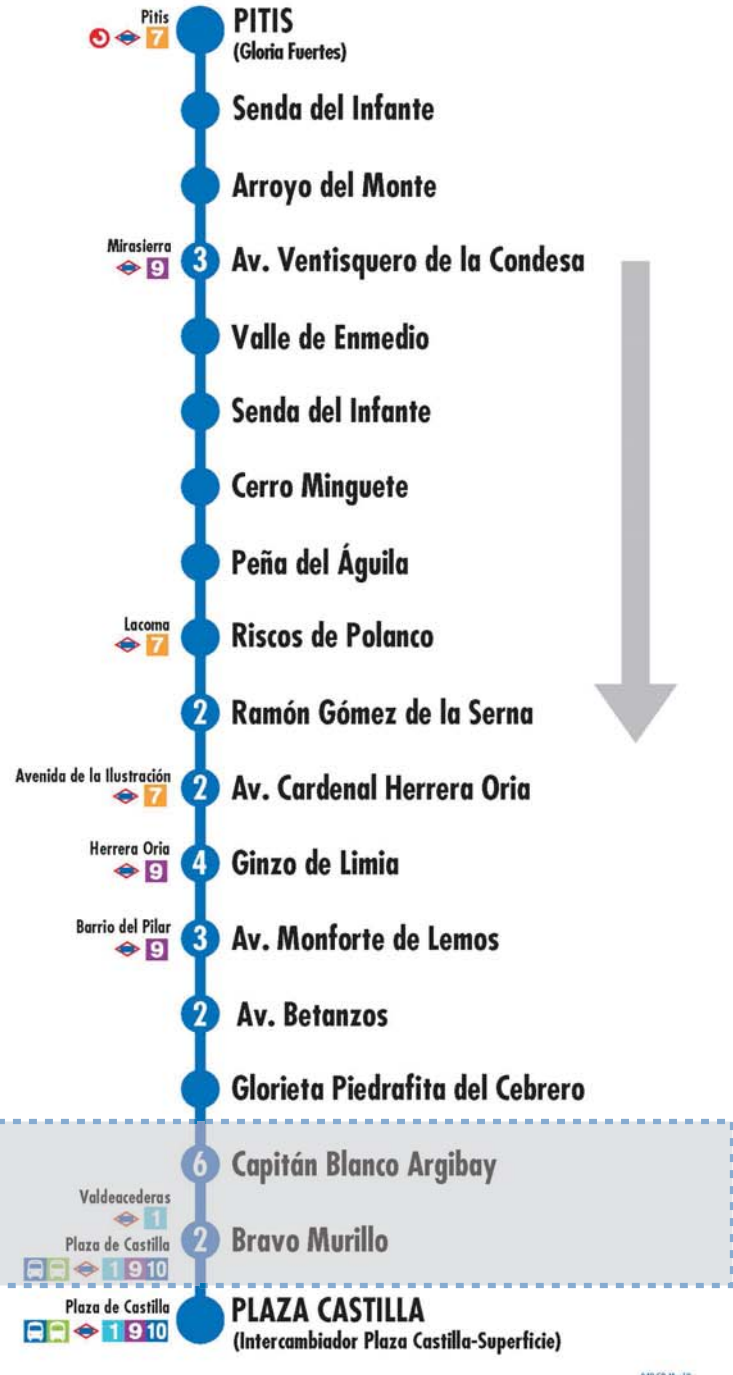 Pitis
7
PITIS
(Gloria Fuertes)
Senda del Infante
Arroyo del Monte
Mirasierra
9
3
Av. Ventisquero de la Condesa
Valle de Enmedio
Senda del Infante
Cerro Minguete
Peña del Águila
Lacoma
7
Riscos de Polanco
2
Ramón Gómez de la Serna
Avenida de la Ilustración
7
2
Av. Cardenal Herrera Oria
Herrera Oria
9
4
Ginzo de Limia
Barrio del Pilar
9
3
Av. Monforte de Lemos
2
Av. Betanzos
Glorieta Piedrafita del Cebrero
6
Capitán Blanco Argibay
Valdeacederas
1
Plaza de Castilla
1 9 10
2
Bravo Murillo
Plaza de Castilla
1 9 10
PLAZA CASTILLA
(Intercambiador Plaza Castilla-Superficie)